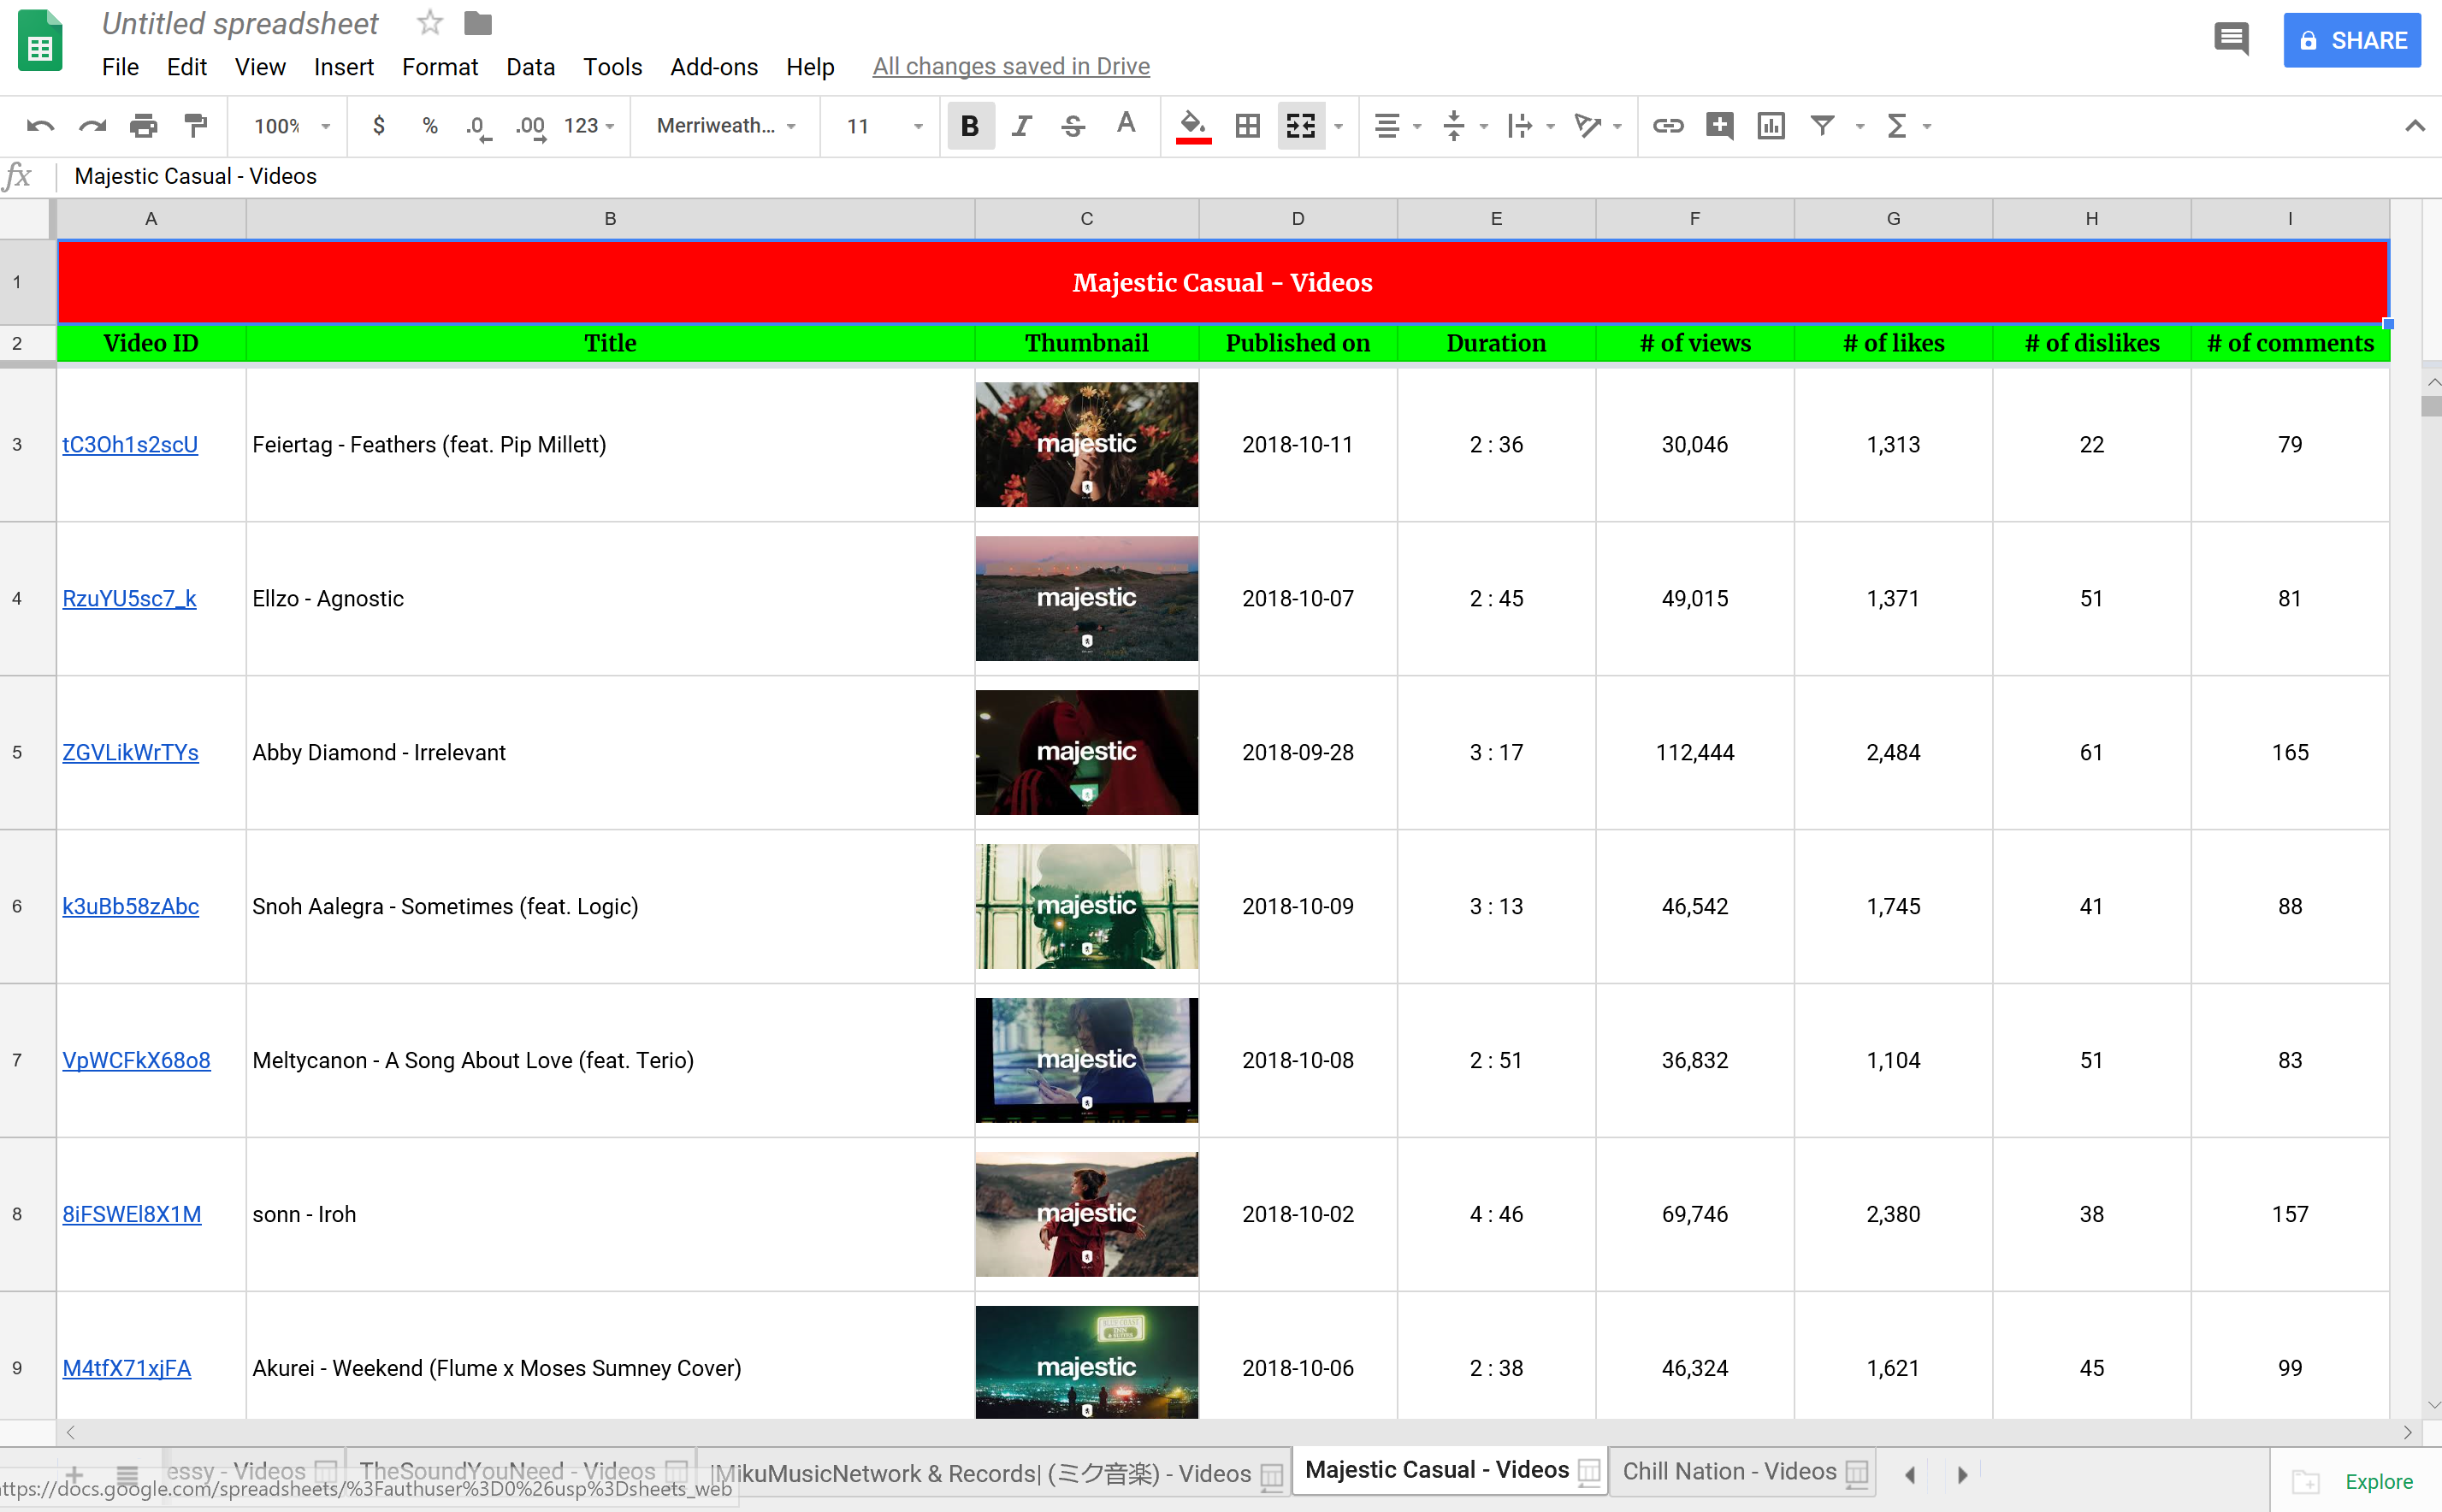 Untitled spreadsheet
File Edit View Insert Format Data Tools Add-ons Help All changes saved in Drive
SHARE
100% $ % .0 .00 123 Merriweath... 11 B I S A
fx Majestic Casual - Videos
A B C D E F G H I
1 Majestic Casual - Videos
2 Video ID Title Thumbnail Published on Duration # of views # of likes # of dislikes # of comments
3 tC3Oh1s2scU Feiertag - Feathers (feat. Pip Millett) majestic 2018-10-11 2 : 36 30,046 1,313 22 79
4 RzuYU5sc7_k Ellzo - Agnostic majestic 2018-10-07 2 : 45 49,015 1,371 51 81
5 ZGVLikWrTYs Abby Diamond - Irrelevant majestic 2018-09-28 3 : 17 112,444 2,484 61 165
6 k3uBb58zAbc Snoh Aalegra - Sometimes (feat. Logic) majestic 2018-10-09 3 : 13 46,542 1,745 41 88
7 VpWCFkX68o8 Meltycanon - A Song About Love (feat. Terio) majestic 2018-10-08 2 : 51 36,832 1,104 51 83
8 8iFSWEl8X1M sonn - Iroh majestic 2018-10-02 4 : 46 69,746 2,380 38 157
9 M4tfX71xjFA Akurei - Weekend (Flume x Moses Sumney Cover) majestic 2018-10-06 2 : 38 46,324 1,621 45 99
essy - Videos TheSoundYouNeed - Videos |MikuMusicNetwork & Records| (ミク音楽) - Videos Majestic Casual - Videos Chill Nation - Videos Explore
ttps://docs.google.com/spreadsheets/%3Fauthuser%3D0%26usp%3Dsheets_web